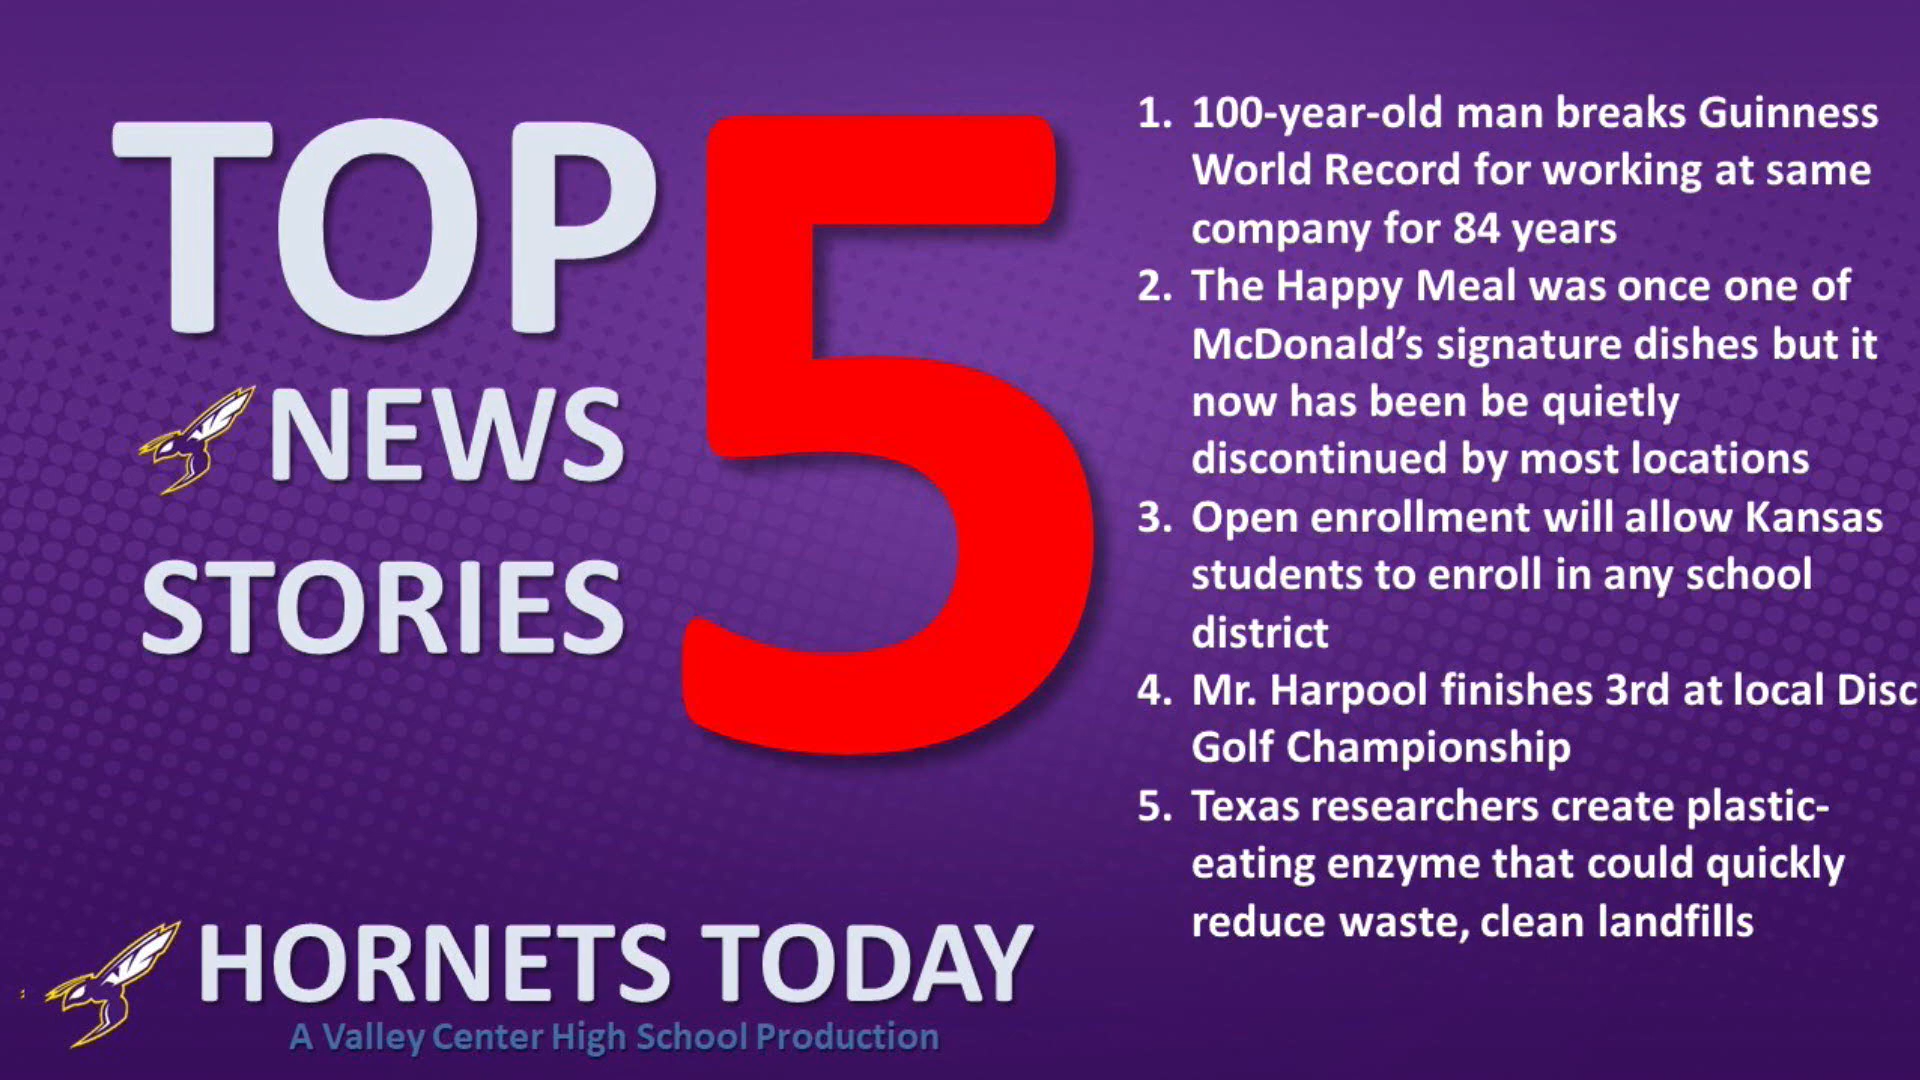 TOP 5
NEWS
STORIES
1. 100-year-old man breaks Guinness
World Record for working at same
company for 84 years
2. The Happy Meal was once one of
McDonald’s signature dishes but it
now has been be quietly
discontinued by most locations
3. Open enrollment will allow Kansas
students to enroll in any school
district
4. Mr. Harpool finishes 3rd at local Disc
Golf Championship
5. Texas researchers create plastic-
eating enzyme that could quickly
reduce waste, clean landfills
HORNETS TODAY
A Valley Center High School Production